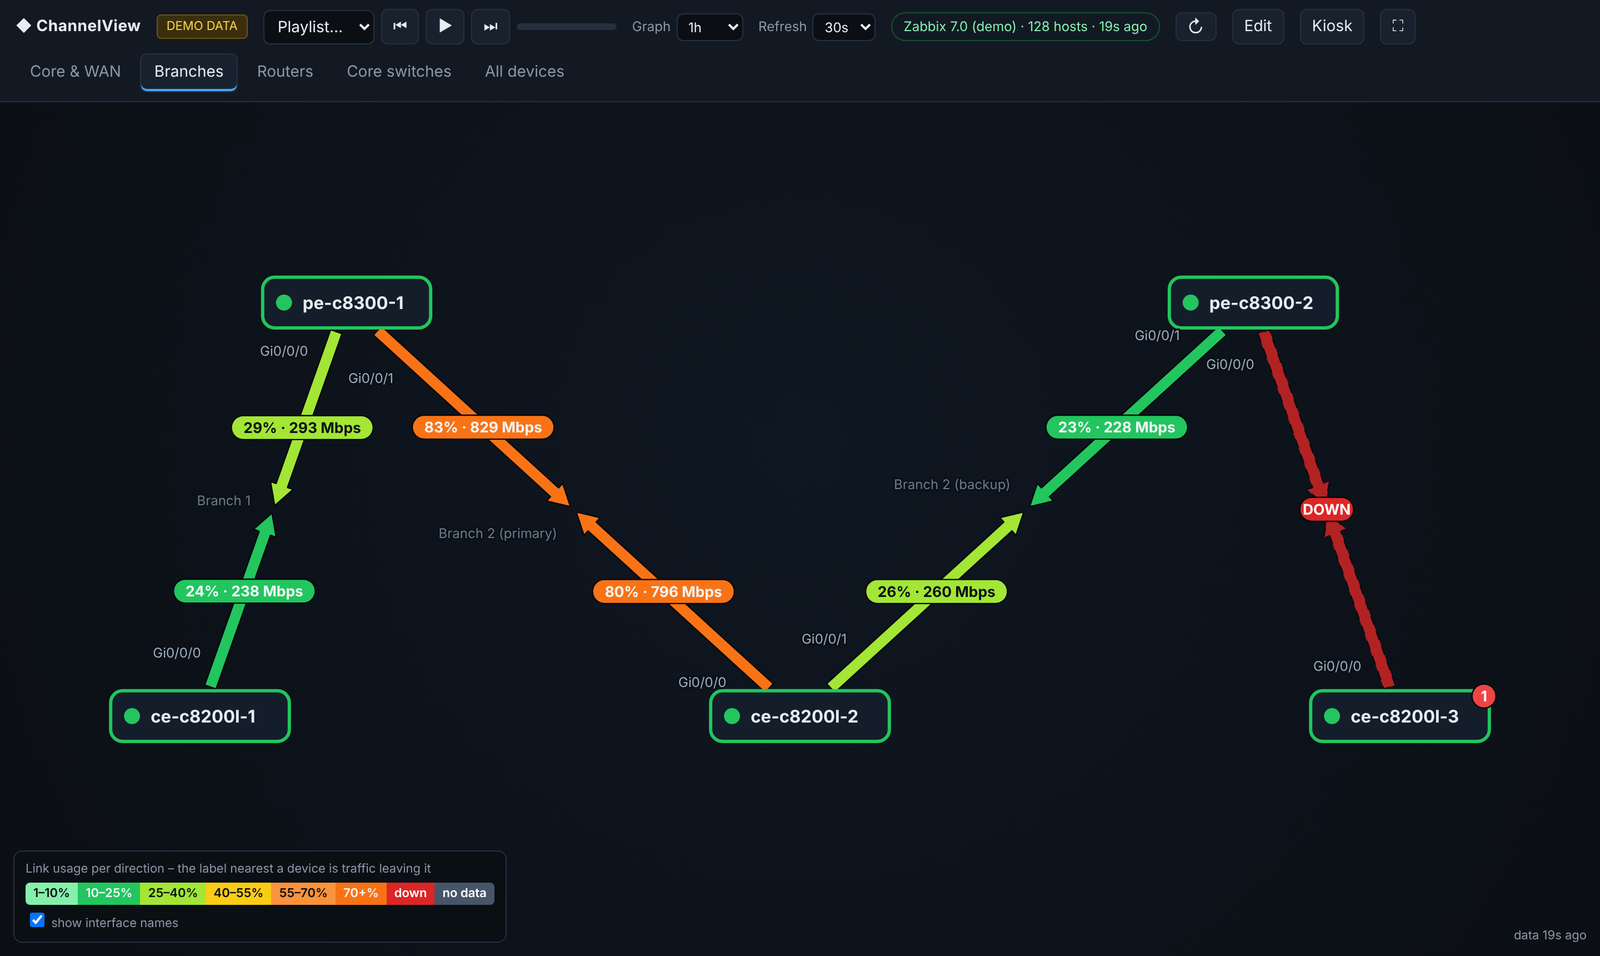 ◆ ChannelView
DEMO DATA
Playlist...
Graph
1h
Refresh
30s
Zabbix 7.0 (demo) · 128 hosts · 19s ago
Edit
Kiosk
Core & WAN
Branches
Routers
Core switches
All devices
pe-c8300-1
pe-c8300-2
Gi0/0/0
Gi0/0/1
Gi0/0/1
Gi0/0/0
29% · 293 Mbps
83% · 829 Mbps
23% · 228 Mbps
Branch 1
Branch 2 (primary)
Branch 2 (backup)
DOWN
24% · 238 Mbps
80% · 796 Mbps
26% · 260 Mbps
Gi0/0/0
Gi0/0/0
Gi0/0/1
Gi0/0/0
ce-c8200l-1
ce-c8200l-2
ce-c8200l-3
1
Link usage per direction – the label nearest a device is traffic leaving it
1–10% 10–25% 25–40% 40–55% 55–70% 70+% down no data
show interface names
data 19s ago